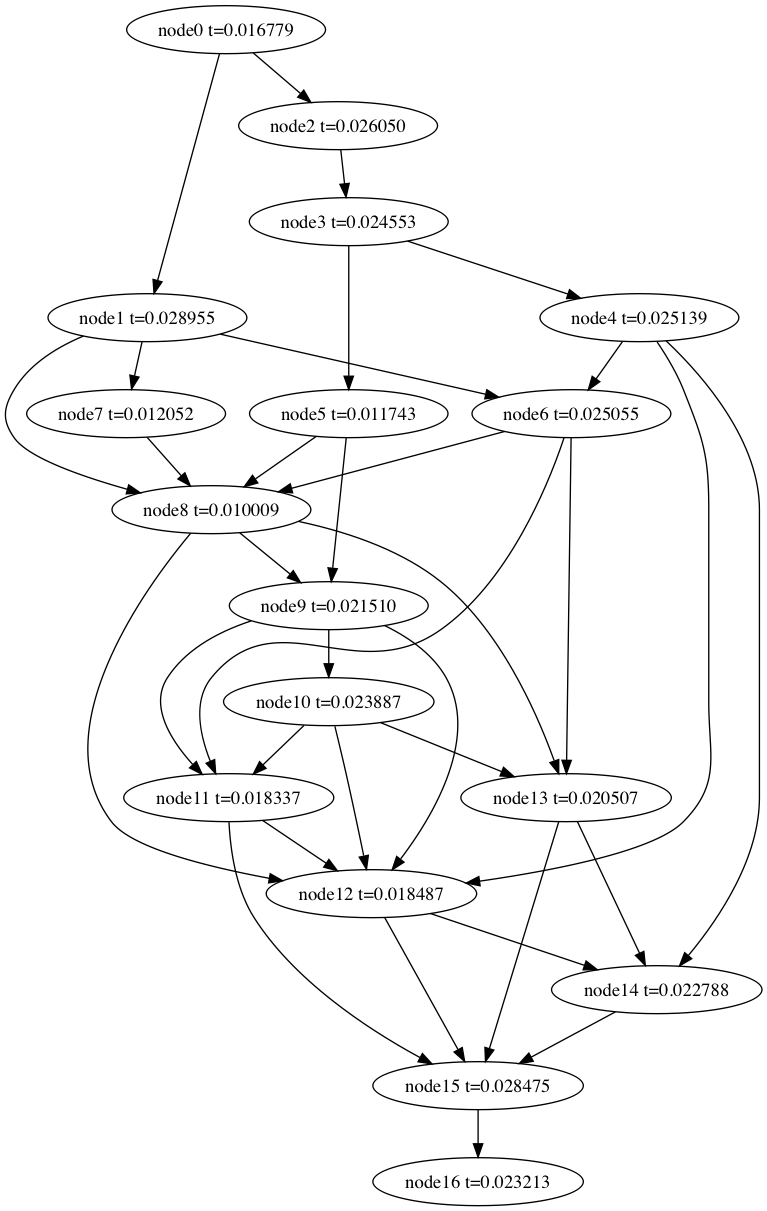 node0 t=0.016779
node2 t=0.026050
node3 t=0.024553
node1 t=0.028955
node4 t=0.025139
node7 t=0.012052
node5 t=0.011743
node6 t=0.025055
node8 t=0.010009
node9 t=0.021510
node10 t=0.023887
node11 t=0.018337
node13 t=0.020507
node12 t=0.018487
node14 t=0.022788
node15 t=0.028475
node16 t=0.023213